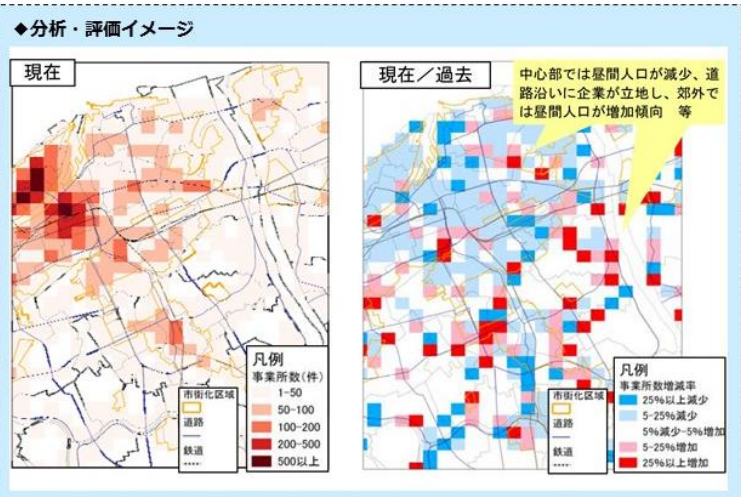 ◆分析・評価イメージ
現在
現在／過去
中心部では昼間人口が減少、道
路沿いに企業が立地し、郊外で
は昼間人口が増加傾向　等
市街化区域
道路
鉄道
凡例
事業所数(件)
1-50
50-100
100-200
200-500
500以上
市街化区域
道路
鉄道
凡例
事業所数増減率
25%以上減少
5-25%減少
5%減少-5%増加
5-25%増加
25%以上増加